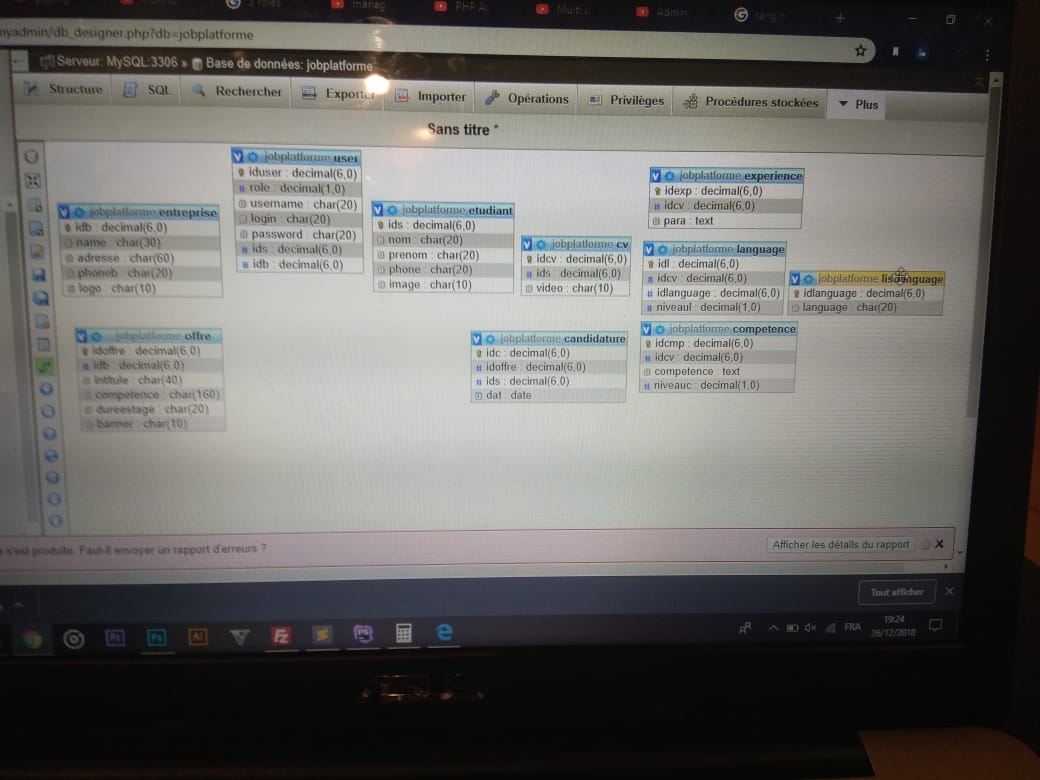 manag
PHP A
Multi u
Admin
myadmin/db_designer.php?db=jobplatforme
Serveur: MySQL:3306 » Base de données: jobplatforme
Structure SQL Rechercher Exporter Importer Opérations Privilèges Procédures stockées Plus
Sans titre *
jobplatforme user
iduser : decimal(6,0)
role : decimal(1,0)
username : char(20)
login : char(20)
password : char(20)
ids : decimal(6,0)
idb : decimal(6,0)
jobplatforme entreprise
idb : decimal(6,0)
name : char(30)
adresse : char(60)
phoneb : char(20)
logo : char(10)
jobplatforme etudiant
ids : decimal(6,0)
nom : char(20)
prenom : char(20)
phone : char(20)
image : char(10)
jobplatforme cv
idcv : decimal(6,0)
ids : decimal(6,0)
video : char(10)
jobplatforme experience
idexp : decimal(6,0)
idcv : decimal(6,0)
para : text
jobplatforme language
idl : decimal(6,0)
idcv : decimal(6,0)
idlanguage : decimal(6,0)
niveaul : decimal(1,0)
jobplatforme
idlanguage : decimal(6,0)
language : char(20)
jobplatforme offre
idoffre : decimal(6,0)
idb : decimal(6,0)
intitule : char(40)
competence : char(160)
dureestage : char(20)
banner : char(10)
jobplatforme candidature
idc : decimal(6,0)
idoffre : decimal(6,0)
ids : decimal(6,0)
dat : date
jobplatforme competence
idcmp : decimal(6,0)
idcv : decimal(6,0)
competence : text
niveauc : decimal(1,0)
s'est produite. Faut-il envoyer un rapport d'erreurs ?
Afficher les détails du rapport X
Tout afficher
Pr Ps Ai Fz PS
FRA
19:24
26/12/2018